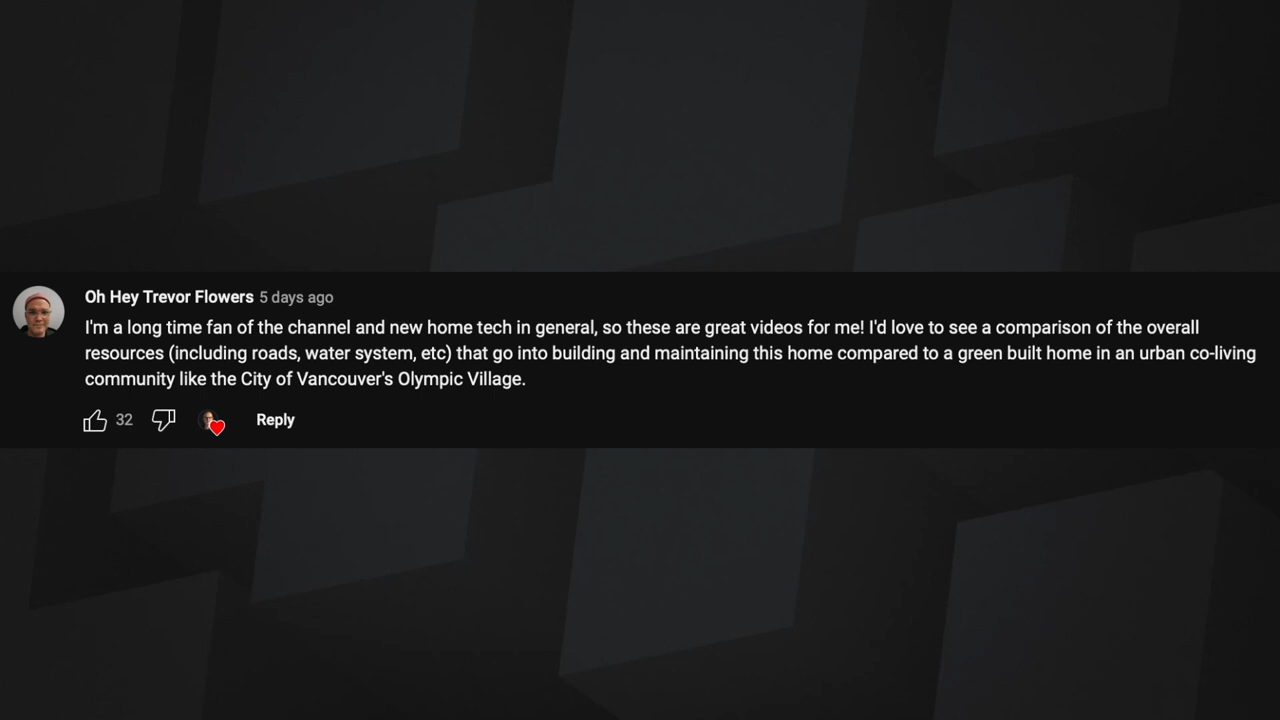 Oh Hey Trevor Flowers 5 days ago
I'm a long time fan of the channel and new home tech in general, so these are great videos for me! I'd love to see a comparison of the overall
resources (including roads, water system, etc) that go into building and maintaining this home compared to a green built home in an urban co-living
community like the City of Vancouver's Olympic Village.
32 Reply